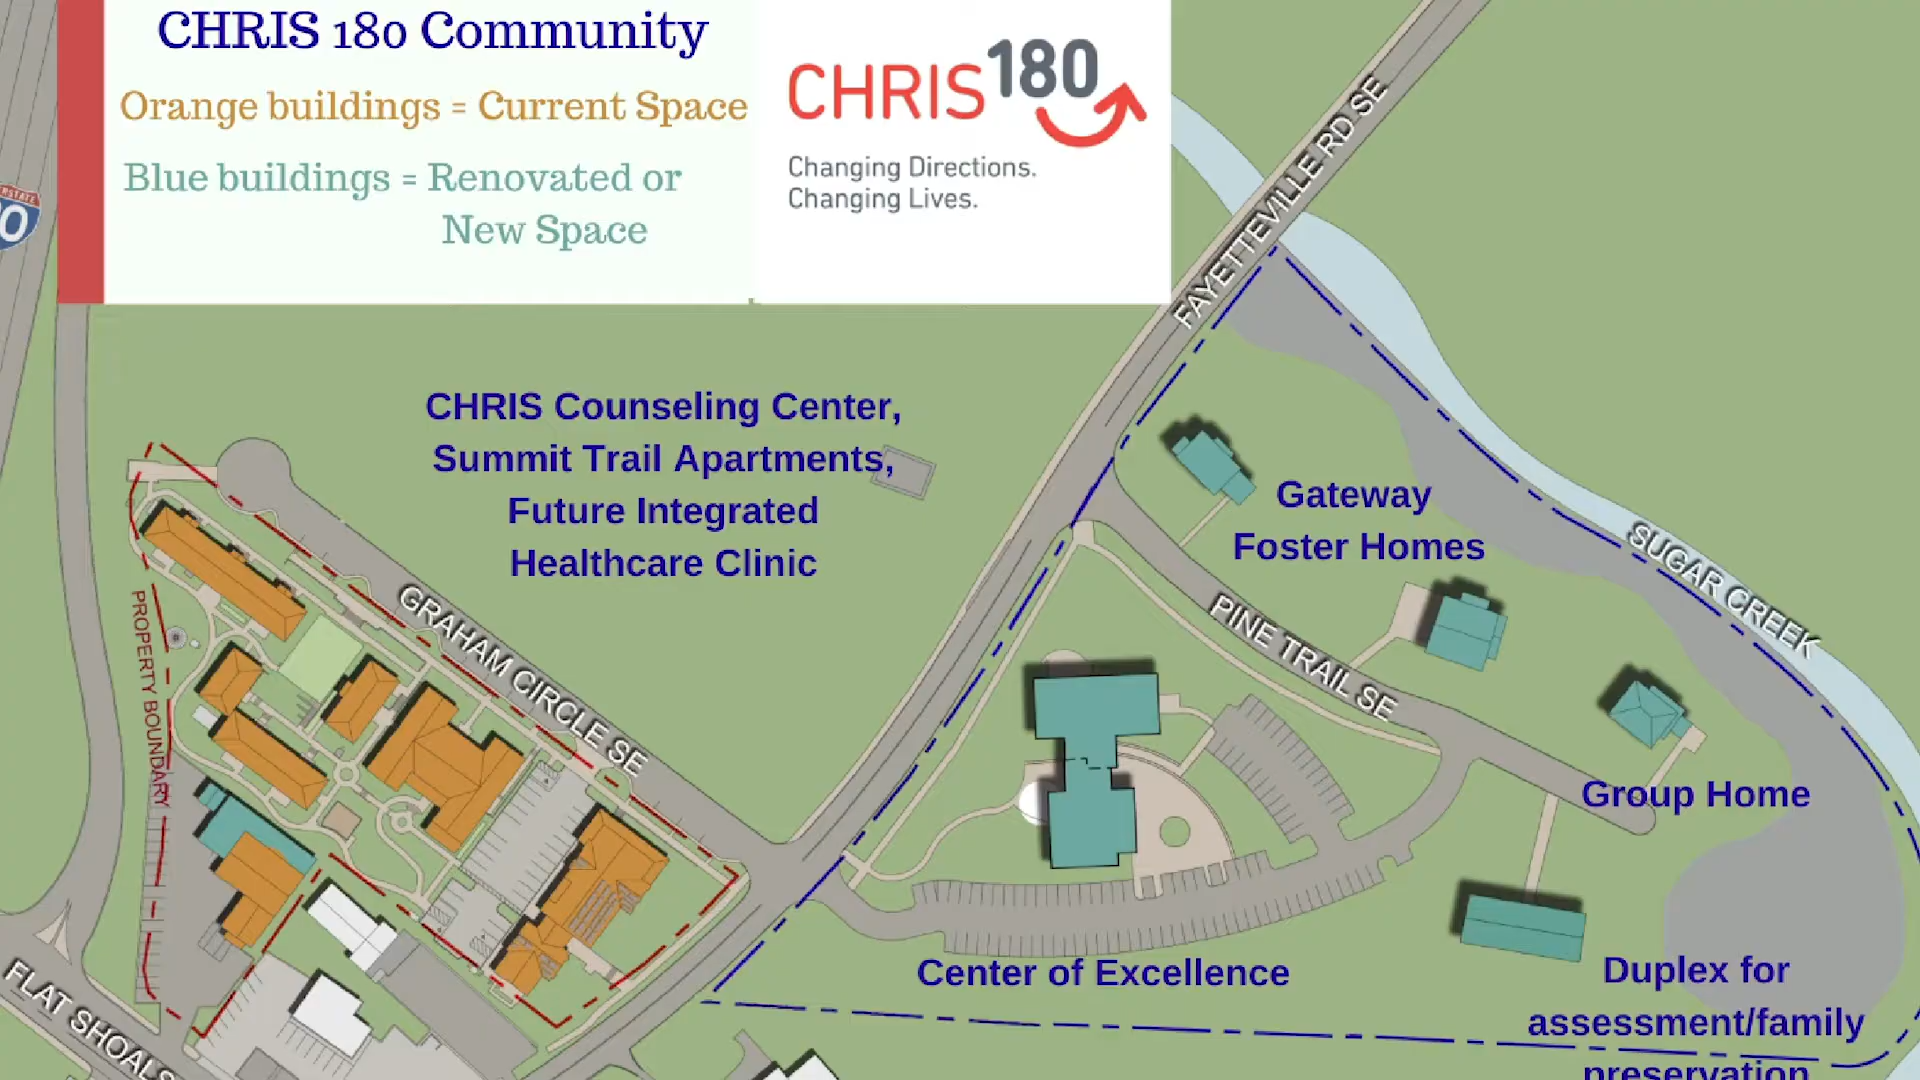 CHRIS 180 Community
Orange buildings = Current Space
Blue buildings = Renovated or
New Space
CHRIS 180
Changing Directions.
Changing Lives.
FAYETTEVILLE RD SE
CHRIS Counseling Center,
Summit Trail Apartments,
Future Integrated
Healthcare Clinic
Gateway
Foster Homes
SUGAR CREEK
PINE TRAIL SE
GRAHAM CIRCLE SE
PROPERTY BOUNDARY
Group Home
Center of Excellence
Duplex for
assessment/family
preservation
FLAT SHOALS